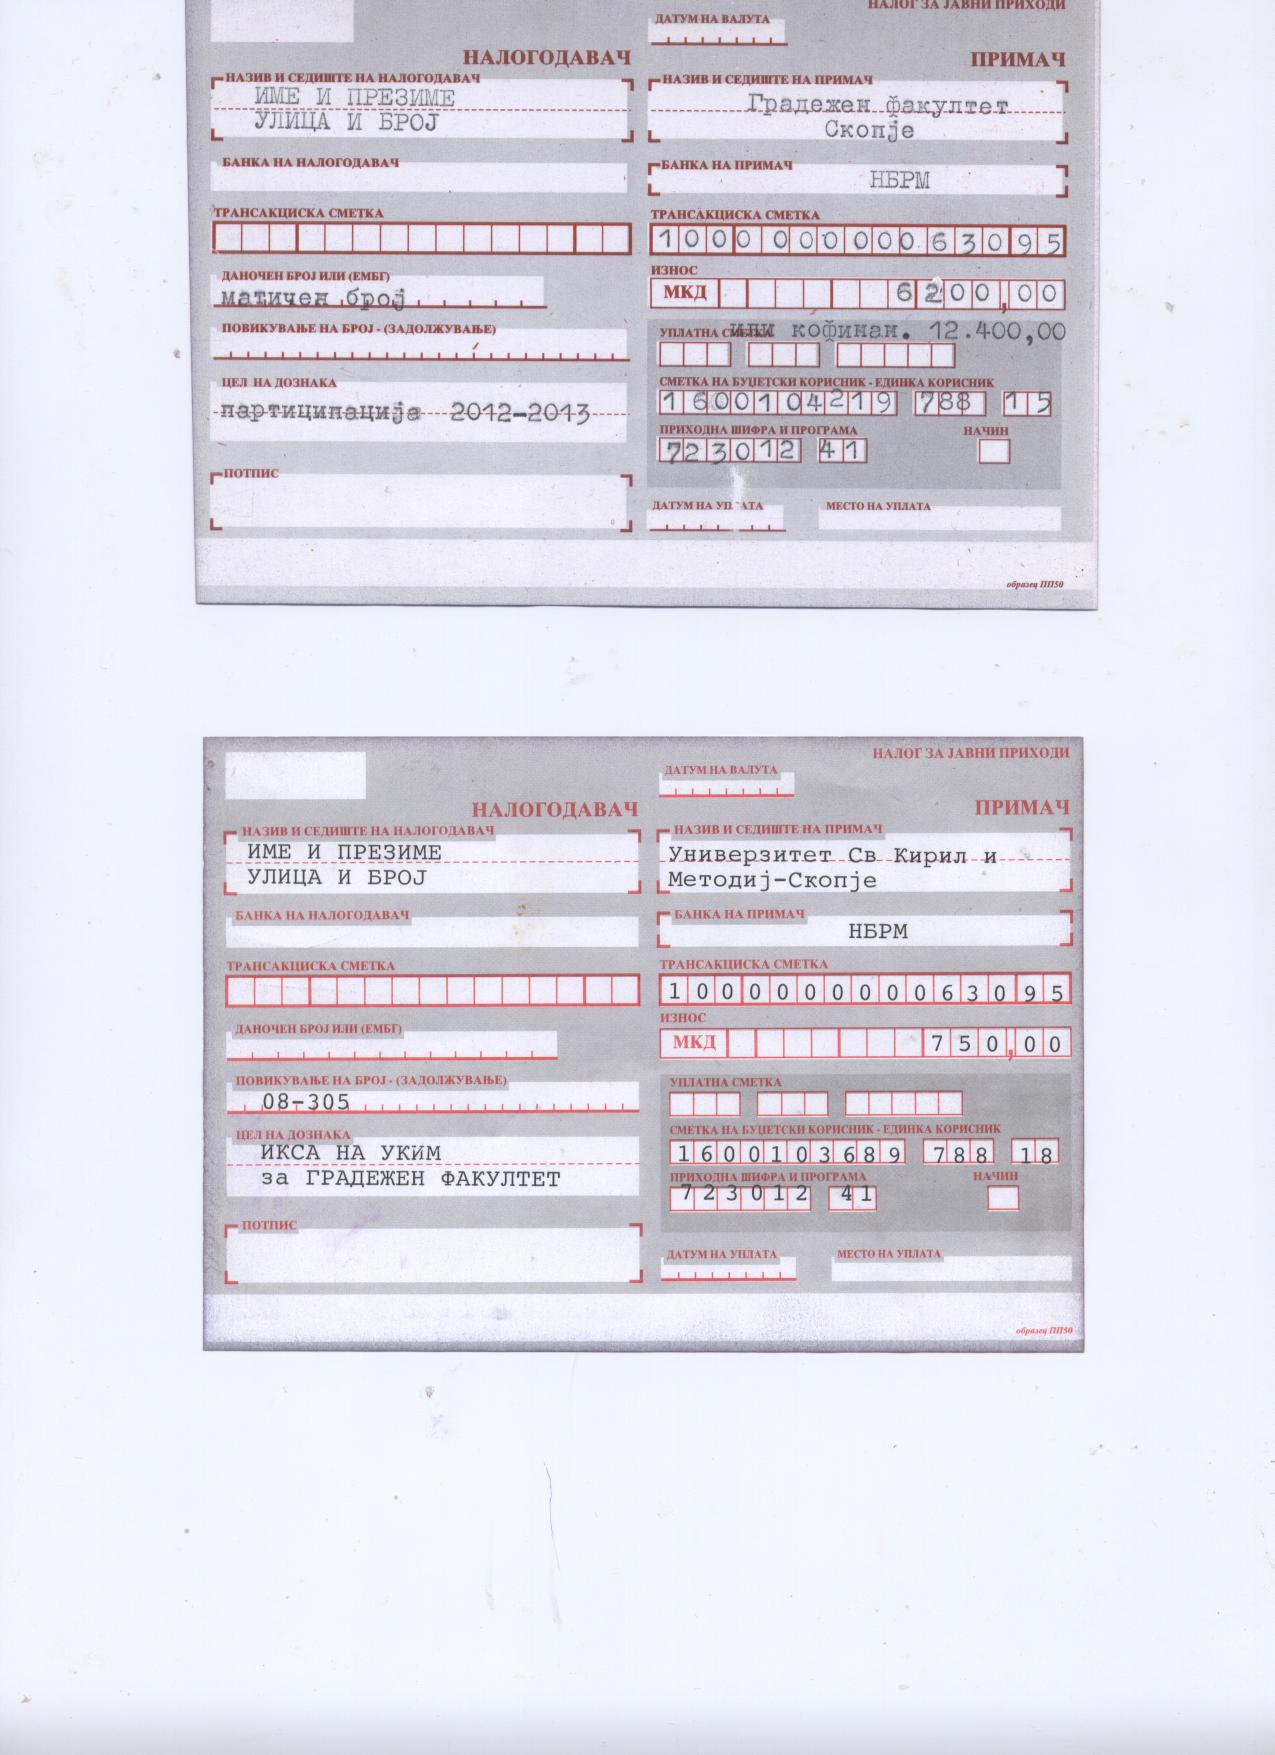 НАЛОГ ЗА ЈАВНИ ПРИХОДИ
ДАТУМ НА ВАЛУТА
НАЛОГОДАВАЧ
ПРИМАЧ
НАЗИВ И СЕДИШТЕ НА НАЛОГОДАВАЧ
ИМЕ И ПРЕЗИМЕ
УЛИЦА И БРОЈ
НАЗИВ И СЕДИШТЕ НА ПРИМАЧ
Градежен факултет
Скопје
БАНКА НА НАЛОГОДАВАЧ
БАНКА НА ПРИМАЧ
НБРМ
ТРАНСАКЦИСКА СМЕТКА
ТРАНСАКЦИСКА СМЕТКА
100000000063095
ДАНОЧЕН БРОЈ ИЛИ (ЕМБГ)
матичен број
ИЗНОС
МКД 6200,00
ПОВИКУВАЊЕ НА БРОЈ - (ЗАДОЛЖУВАЊЕ)
УПЛАТНА СМЕТКА
или кофинан. 12.400,00
ЦЕЛ НА ДОЗНАКА
партиципација 2012-2013
СМЕТКА НА БУЏЕТСКИ КОРИСНИК - ЕДИНКА КОРИСНИК
1600104219 788 15
ПРИХОДНА ШИФРА И ПРОГРАМА
НАЧИН
723012 41
ПОТПИС
ДАТУМ НА УПЛАТА
МЕСТО НА УПЛАТА
образец ПП50
НАЛОГ ЗА ЈАВНИ ПРИХОДИ
ДАТУМ НА ВАЛУТА
НАЛОГОДАВАЧ
ПРИМАЧ
НАЗИВ И СЕДИШТЕ НА НАЛОГОДАВАЧ
ИМЕ И ПРЕЗИМЕ
УЛИЦА И БРОЈ
НАЗИВ И СЕДИШТЕ НА ПРИМАЧ
Универзитет Св Кирил и
Методиј-Скопје
БАНКА НА НАЛОГОДАВАЧ
БАНКА НА ПРИМАЧ
НБРМ
ТРАНСАКЦИСКА СМЕТКА
ТРАНСАКЦИСКА СМЕТКА
100000000063095
ДАНОЧЕН БРОЈ ИЛИ (ЕМБГ)
ИЗНОС
МКД 750,00
ПОВИКУВАЊЕ НА БРОЈ - (ЗАДОЛЖУВАЊЕ)
08-305
УПЛАТНА СМЕТКА
ЦЕЛ НА ДОЗНАКА
ИКСА НА УКИМ
за ГРАДЕЖЕН ФАКУЛТЕТ
СМЕТКА НА БУЏЕТСКИ КОРИСНИК - ЕДИНКА КОРИСНИК
1600103689 788 18
ПРИХОДНА ШИФРА И ПРОГРАМА
НАЧИН
723012 41
ПОТПИС
ДАТУМ НА УПЛАТА
МЕСТО НА УПЛАТА
образец ПП50